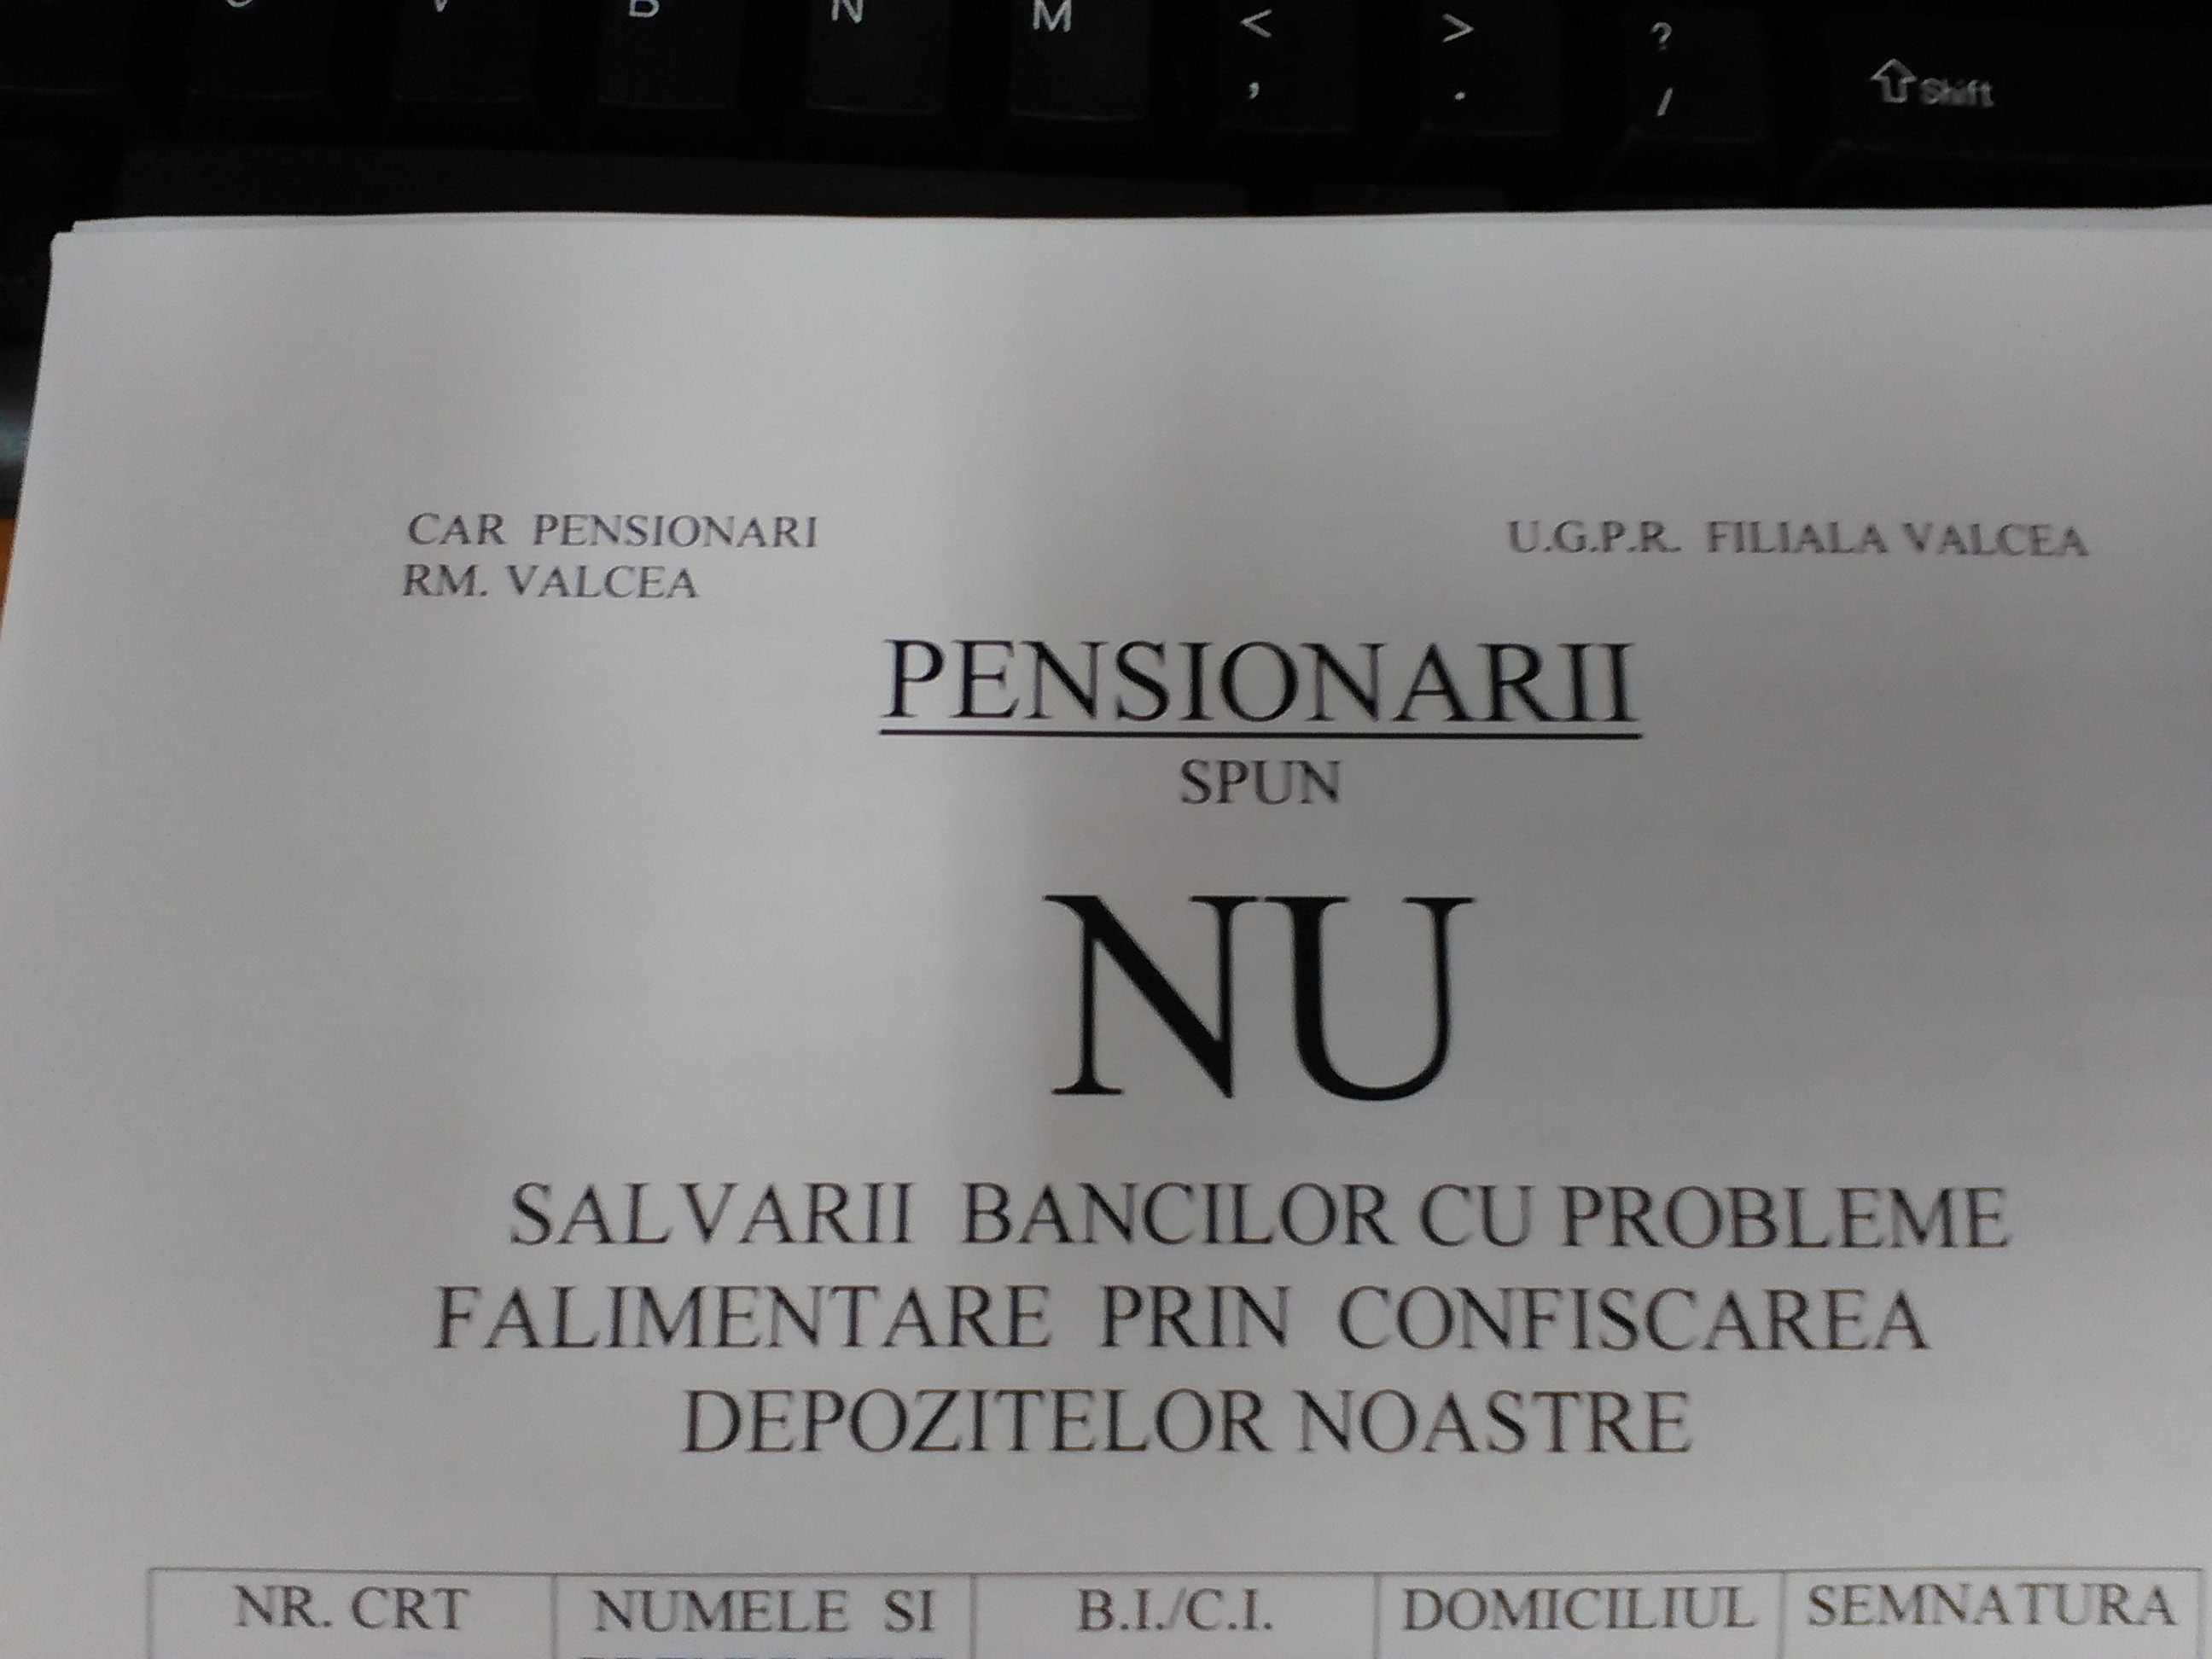 V B N M < > ?
, . / Shift
CAR PENSIONARI U.G.P.R. FILIALA VALCEA
RM. VALCEA
PENSIONARII
SPUN
NU
SALVARII BANCILOR CU PROBLEME
FALIMENTARE PRIN CONFISCAREA
DEPOZITELOR NOASTRE
NR. CRT NUMELE SI B.I./C.I. DOMICILIUL SEMNATURA